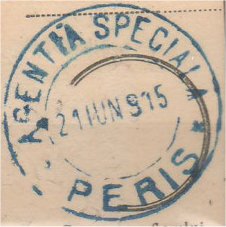 AGENTIA SPECIALA
21 IUN 915
* PERIS *